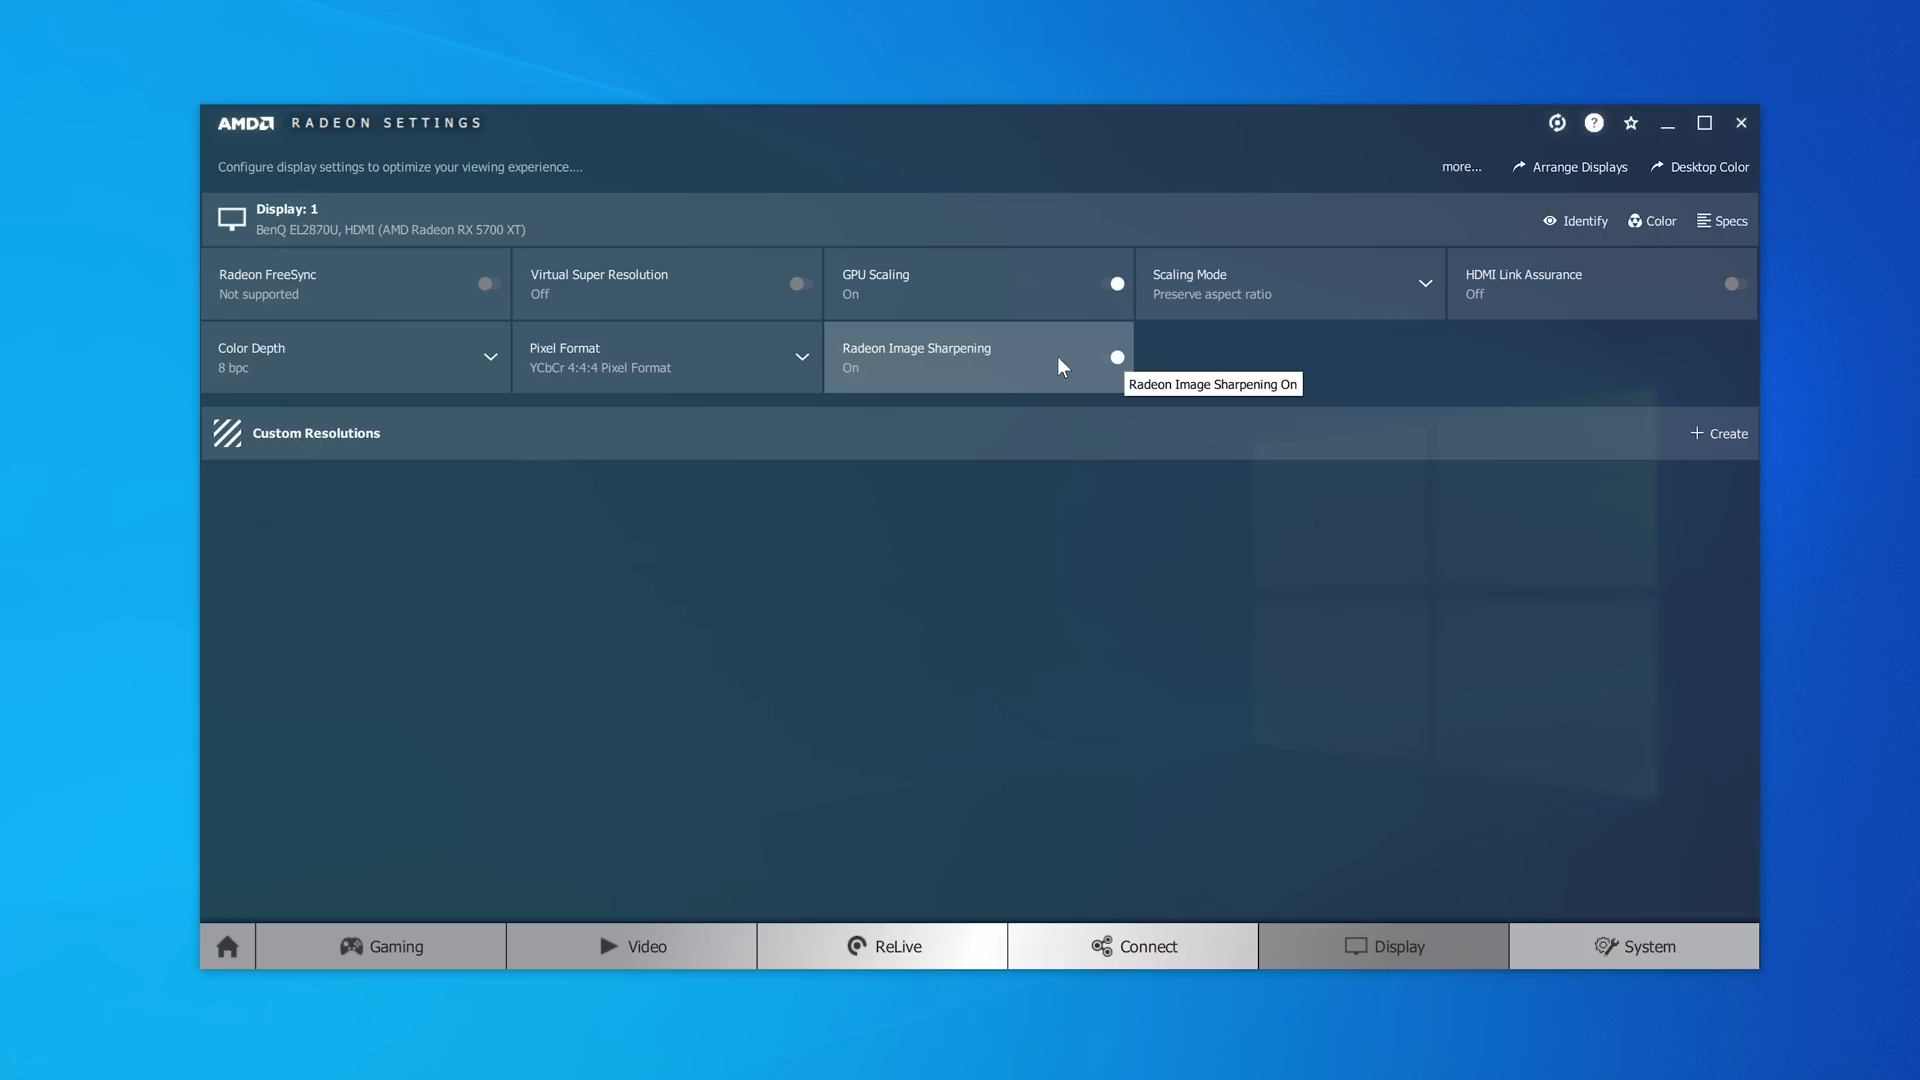 AMD RADEON SETTINGS
Configure display settings to optimize your viewing experience....
more... Arrange Displays Desktop Color
Display: 1
BenQ EL2870U, HDMI (AMD Radeon RX 5700 XT)
Identify Color Specs
Radeon FreeSync
Not supported
Virtual Super Resolution
Off
GPU Scaling
On
Scaling Mode
Preserve aspect ratio
HDMI Link Assurance
Off
Color Depth
8 bpc
Pixel Format
YCbCr 4:4:4 Pixel Format
Radeon Image Sharpening
On
Radeon Image Sharpening On
Custom Resolutions
Create
Gaming Video ReLive Connect Display System